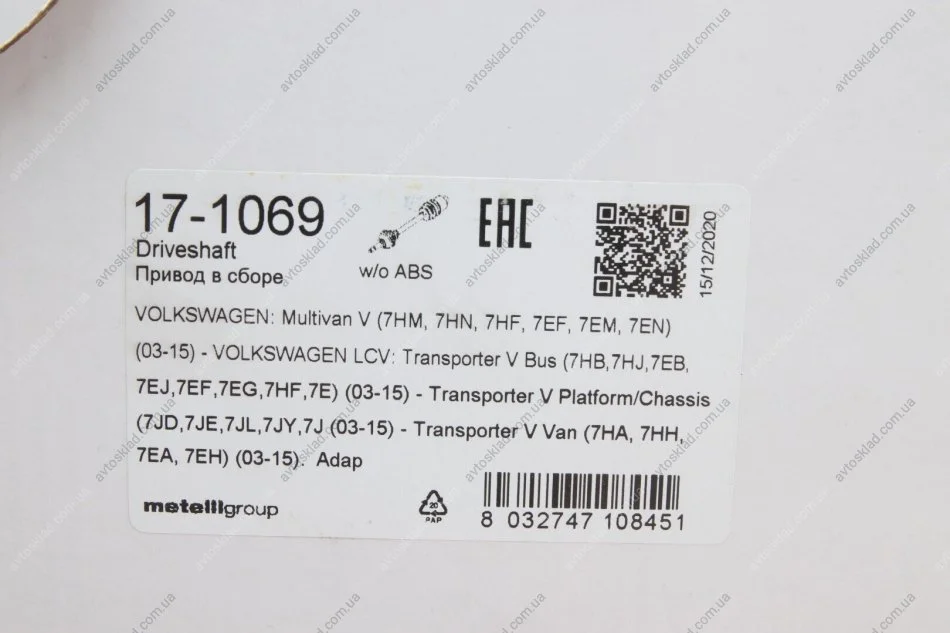 17-1069
Driveshaft
Привод в сборе
w/o ABS
EAC
15/12/2020
VOLKSWAGEN: Multivan V (7HM, 7HN, 7HF, 7EF, 7EM, 7EN)
(03-15) - VOLKSWAGEN LCV: Transporter V Bus (7HB,7HJ,7EB,
7EJ,7EF,7EG,7HF,7E) (03-15) - Transporter V Platform/Chassis
(7JD,7JE,7JL,7JY,7J (03-15) - Transporter V Van (7HA, 7HH,
7EA, 7EH) (03-15). Adap
metelligroup
20
PAP
8 032747 108451
avtosklad.com.ua